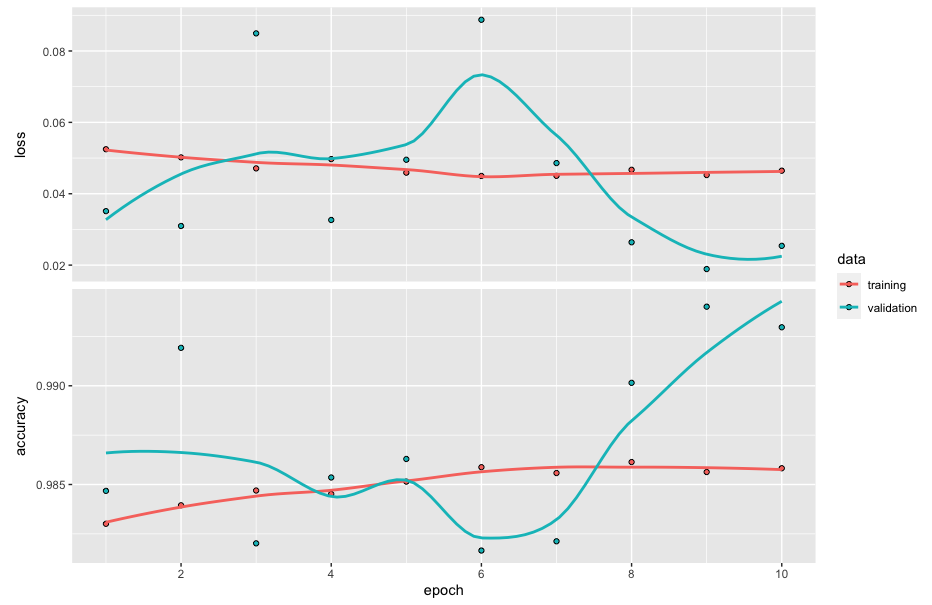 loss
0.08
0.06
0.04
0.02
accuracy
0.990
0.985
2 4 6 8 10
epoch
data
training
validation